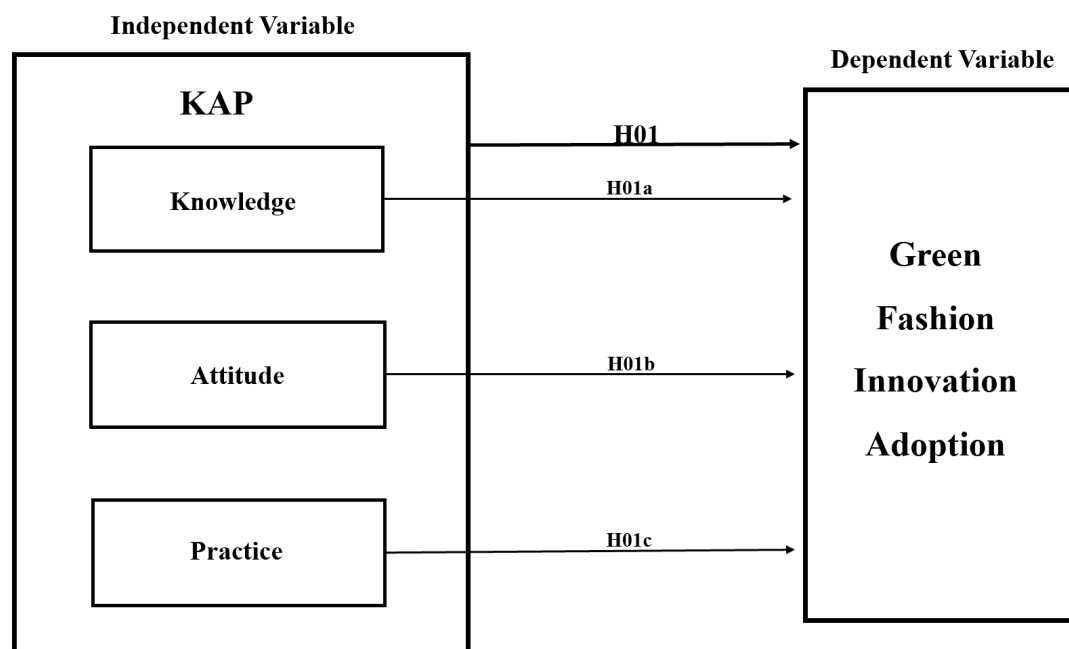 Independent Variable
Dependent Variable
KAP
H01
Knowledge
H01a
Green
Fashion
Attitude
H01b
Innovation
Adoption
Practice
H01c